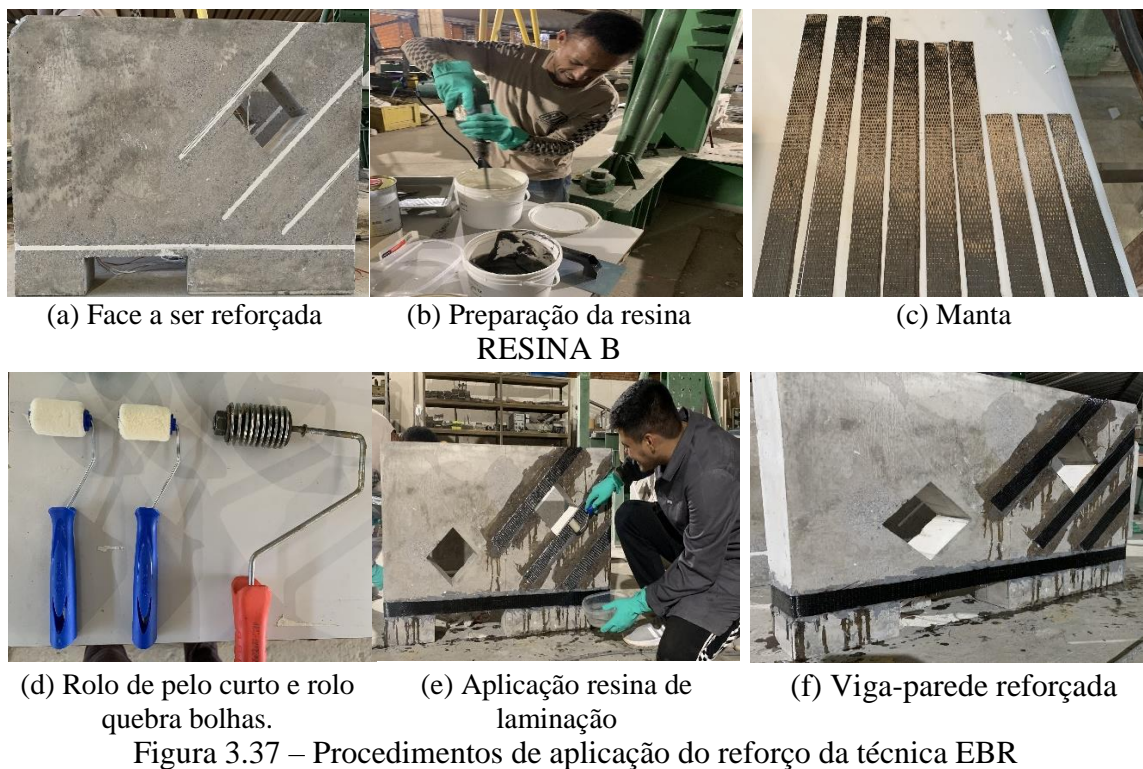 (a) Face a ser reforçada
(b) Preparação da resina
(c) Manta
RESINA B
(d) Rolo de pelo curto e rolo
quebra bolhas.
(e) Aplicação resina de
laminação
(f) Viga-parede reforçada
Figura 3.37 – Procedimentos de aplicação do reforço da técnica EBR